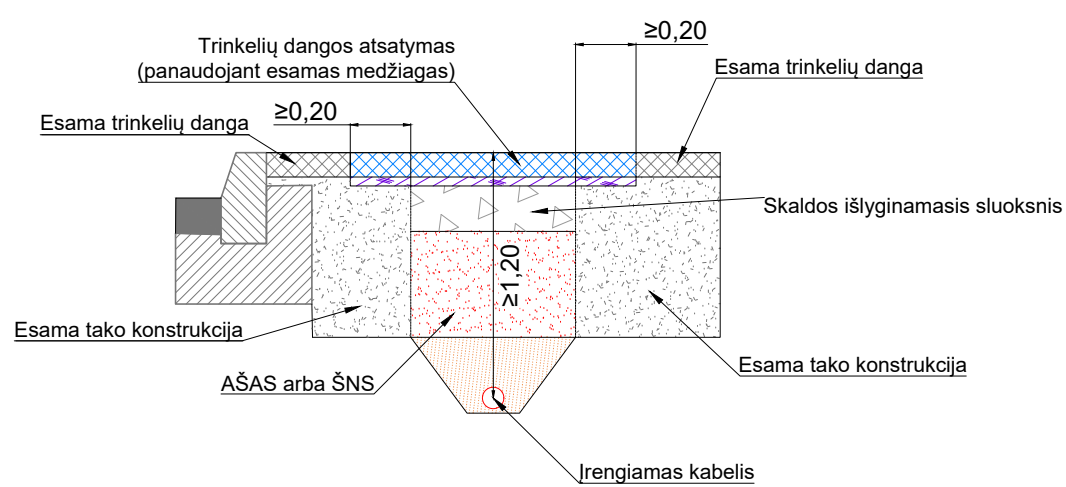 ≥0,20
Trinkelių dangos atsatymas
(panaudojant esamas medžiagas)
Esama trinkelių danga
≥0,20
Esama trinkelių danga
Skaldos išlyginamasis sluoksnis
≥1,20
Esama tako konstrukcija
Esama tako konstrukcija
AŠAS arba ŠNS
Įrengiamas kabelis